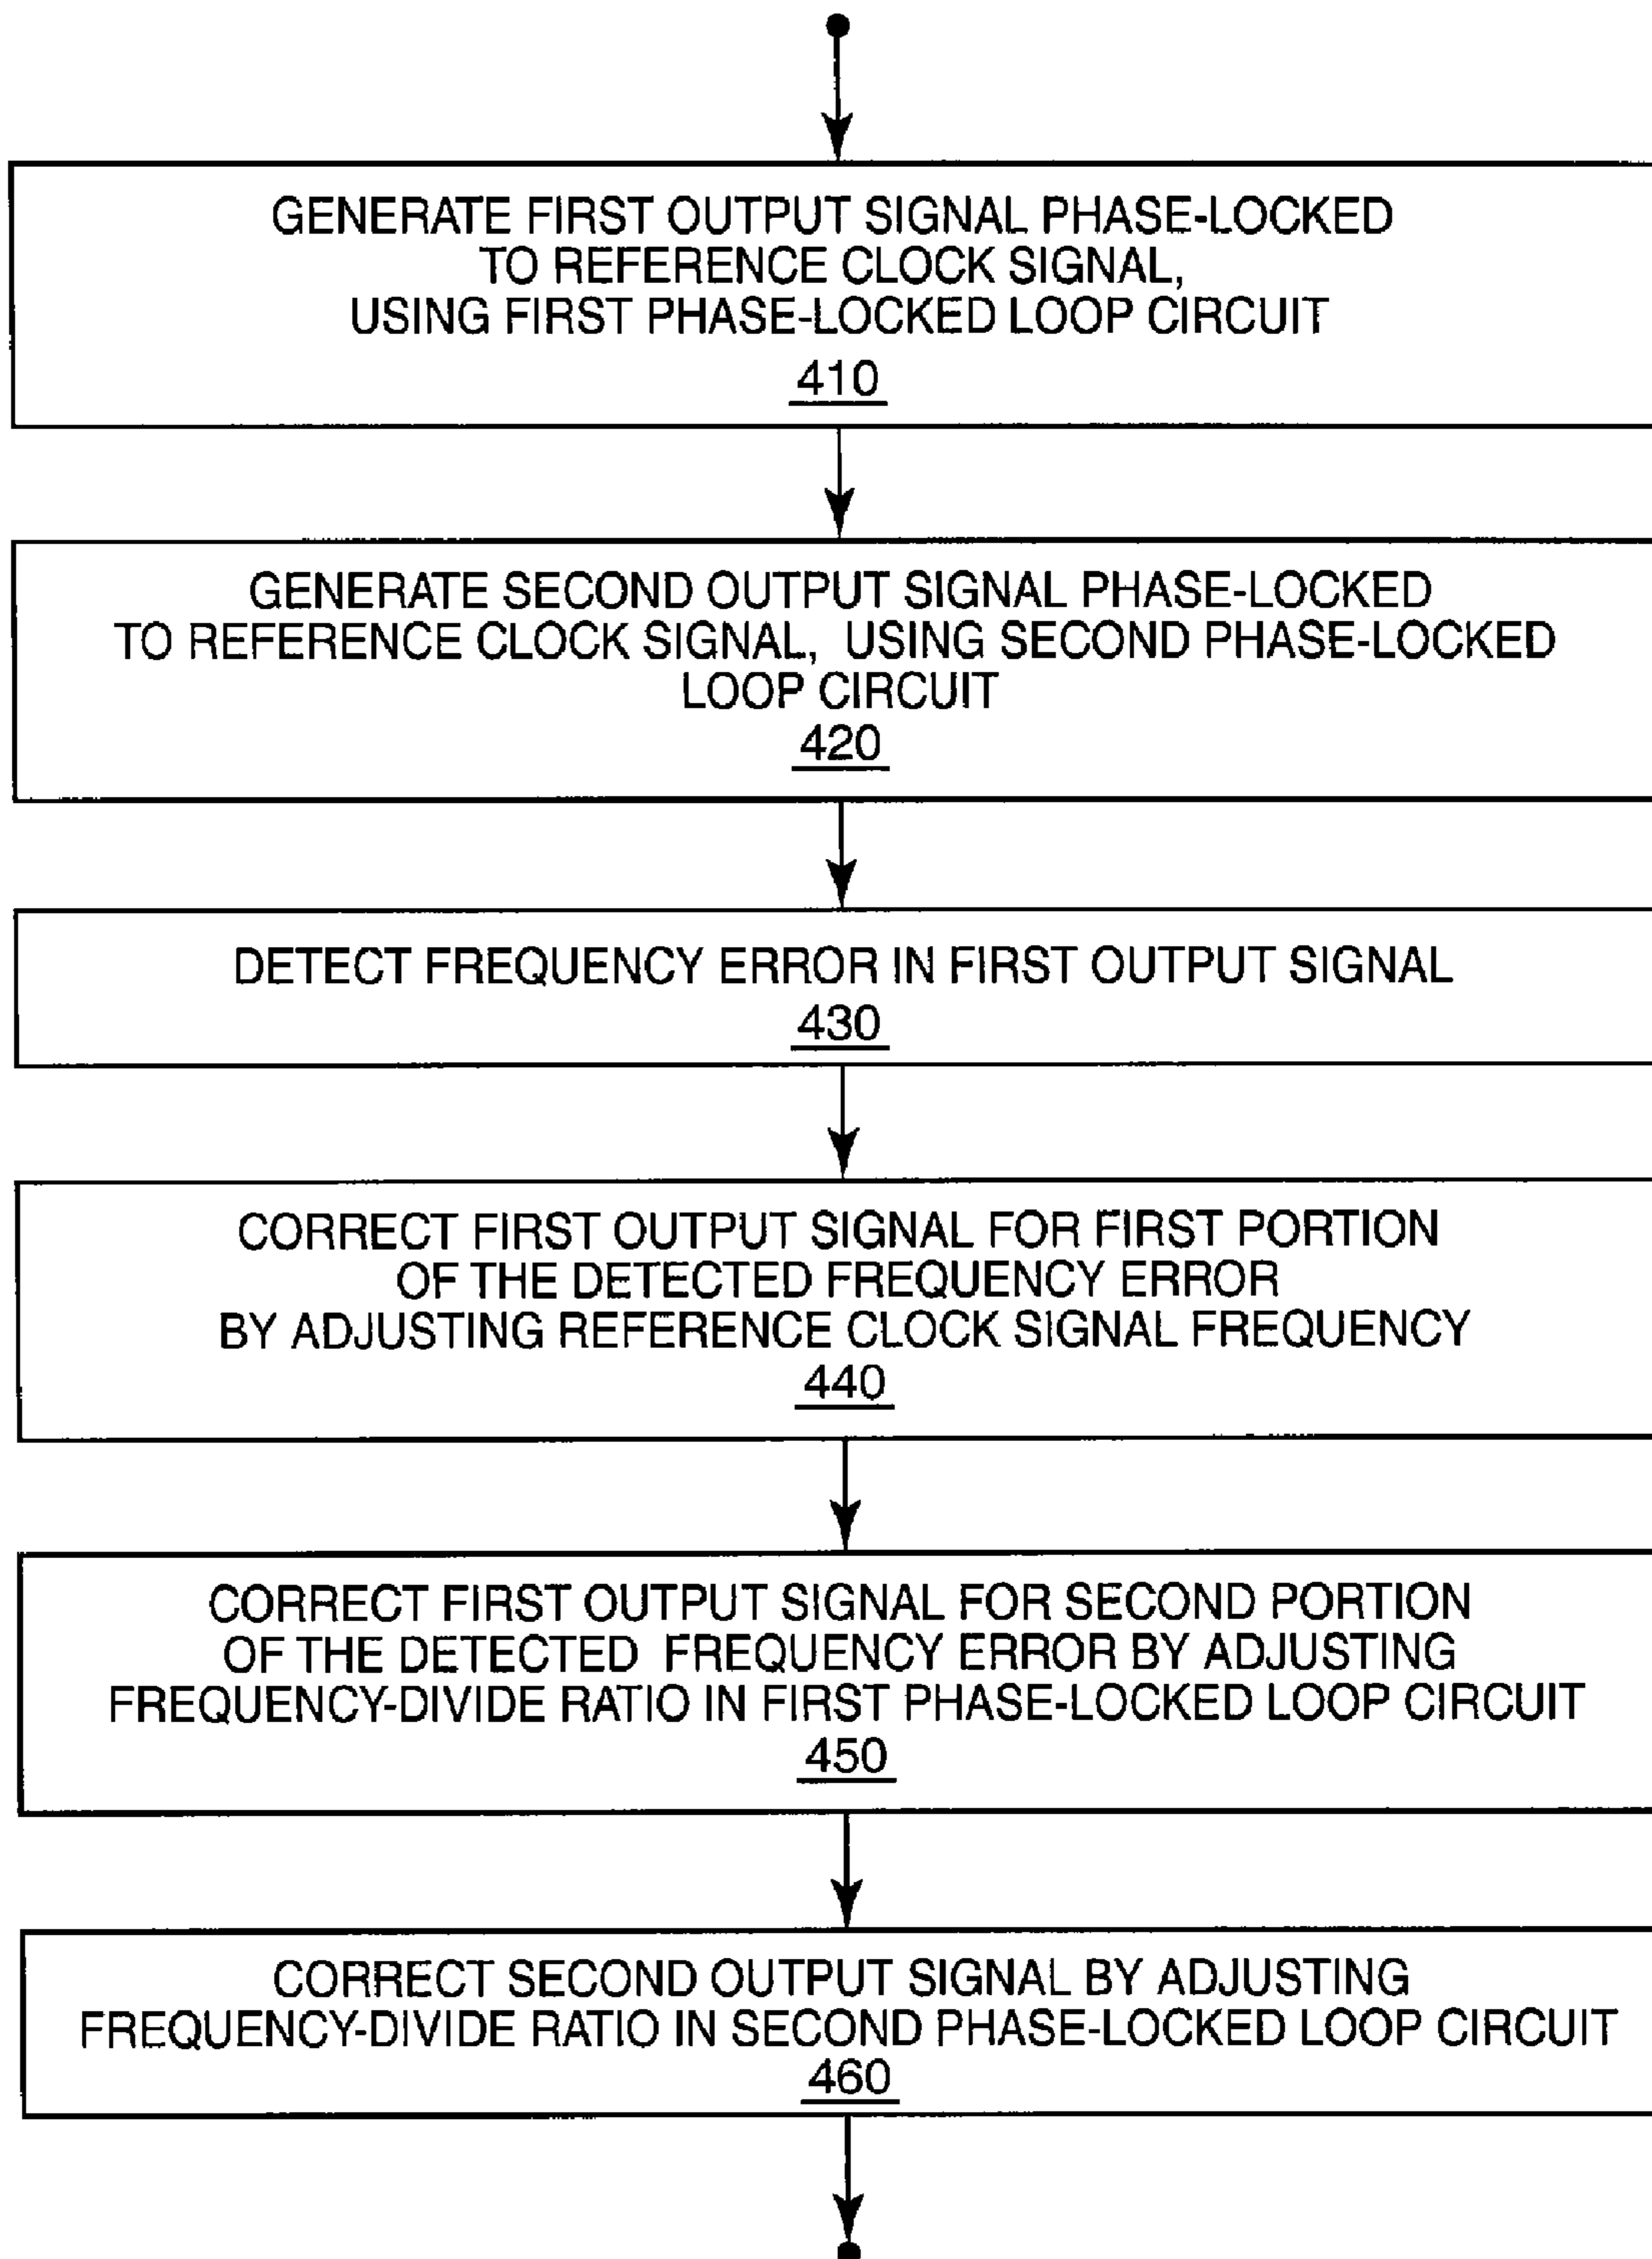 GENERATE FIRST OUTPUT SIGNAL PHASE-LOCKED
TO REFERENCE CLOCK SIGNAL,
USING FIRST PHASE-LOCKED LOOP CIRCUIT
410
GENERATE SECOND OUTPUT SIGNAL PHASE-LOCKED
TO REFERENCE CLOCK SIGNAL, USING SECOND PHASE-LOCKED
LOOP CIRCUIT
420
DETECT FREQUENCY ERROR IN FIRST OUTPUT SIGNAL
430
CORRECT FIRST OUTPUT SIGNAL FOR FIRST PORTION
OF THE DETECTED FREQUENCY ERROR
BY ADJUSTING REFERENCE CLOCK SIGNAL FREQUENCY
440
CORRECT FIRST OUTPUT SIGNAL FOR SECOND PORTION
OF THE DETECTED FREQUENCY ERROR BY ADJUSTING
FREQUENCY-DIVIDE RATIO IN FIRST PHASE-LOCKED LOOP CIRCUIT
450
CORRECT SECOND OUTPUT SIGNAL BY ADJUSTING
FREQUENCY-DIVIDE RATIO IN SECOND PHASE-LOCKED LOOP CIRCUIT
460